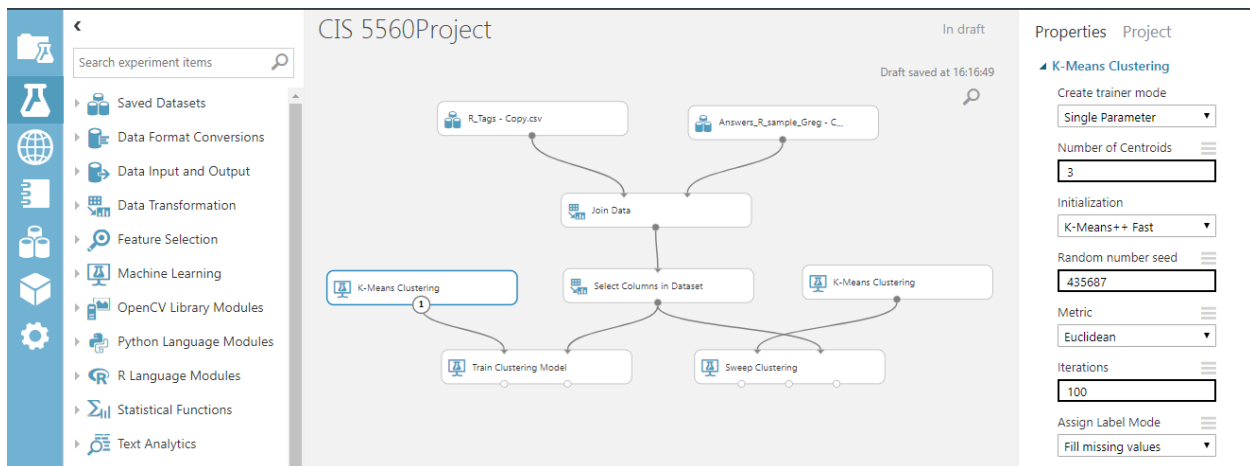 CIS 5560Project
In draft
Draft saved at 16:16:49
Search experiment items
Saved Datasets
Data Format Conversions
Data Input and Output
Data Transformation
Feature Selection
Machine Learning
OpenCV Library Modules
Python Language Modules
R Language Modules
Statistical Functions
Text Analytics
R_Tags - Copy.csv
Answers_R_sample_Greg - C...
Join Data
K-Means Clustering
1
Select Columns in Dataset
K-Means Clustering
Train Clustering Model
Sweep Clustering
Properties Project
K-Means Clustering
Create trainer mode
Single Parameter
Number of Centroids
3
Initialization
K-Means++ Fast
Random number seed
435687
Metric
Euclidean
Iterations
100
Assign Label Mode
Fill missing values